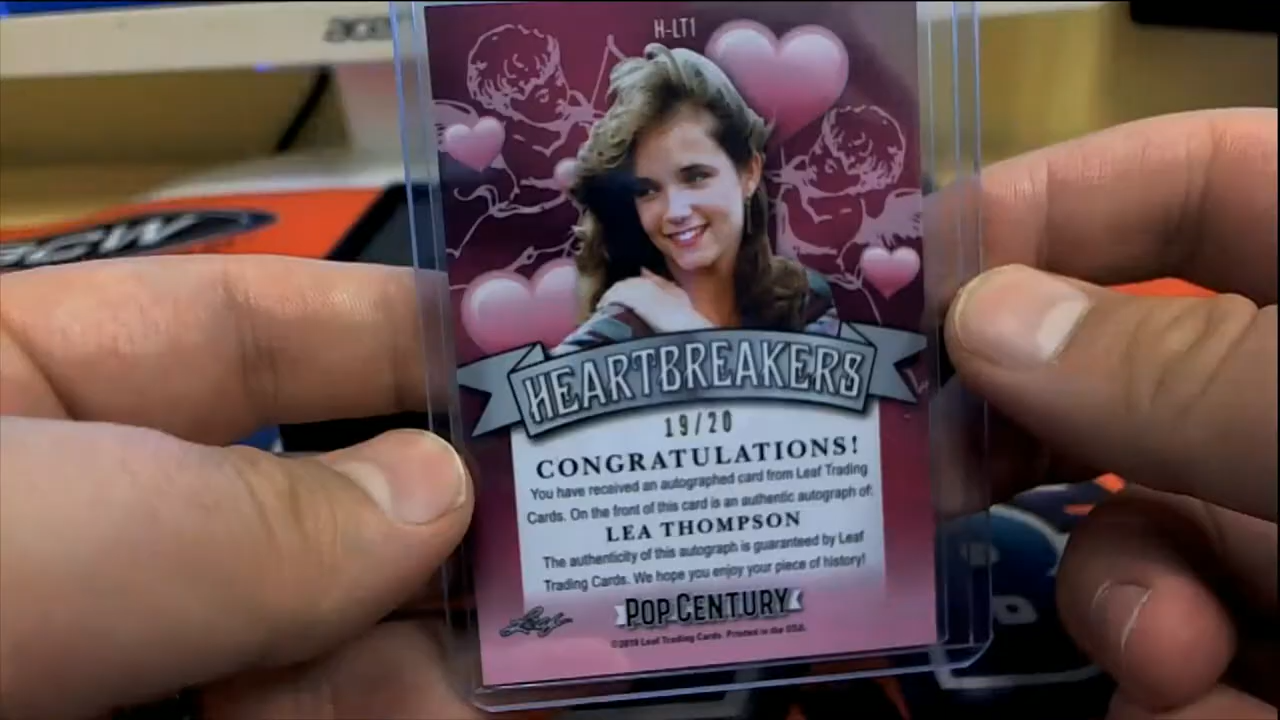 acer
H-LT1
BCW
HEARTBREAKERS
19/20
CONGRATULATIONS!
You have received an autographed card from Leaf Trading
Cards. On the front of this card is an authentic autograph of:
LEA THOMPSON
The authenticity of this autograph is guaranteed by Leaf
Trading Cards. We hope you enjoy your piece of history!
Leaf
POP CENTURY
©2019 Leaf Trading Cards. Printed in the USA.